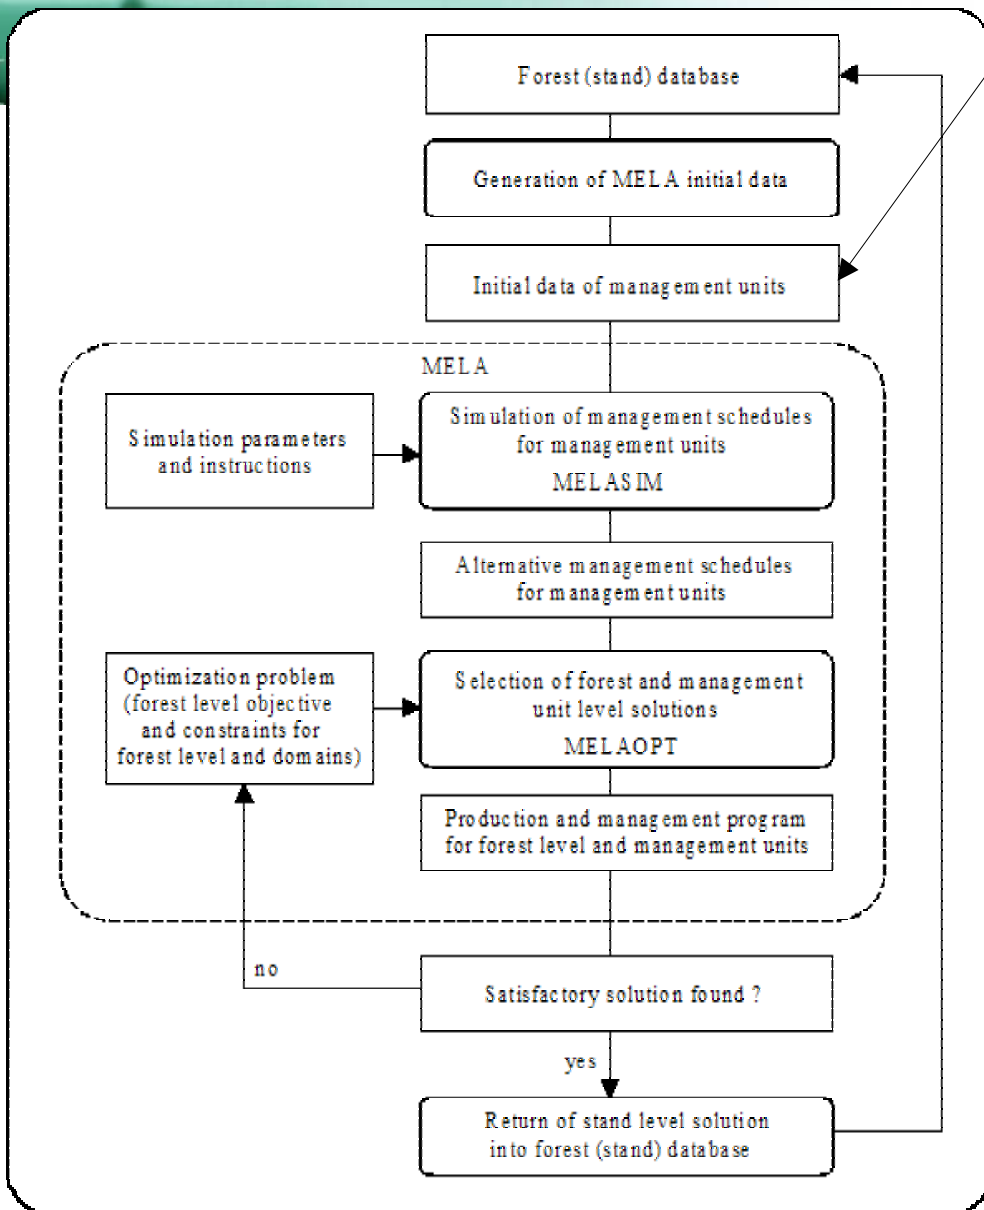 Forest (stand) database
Generation of MELA initial data
Initial data of management units
MELA
Simulation parameters
and instructions
Simulation of management schedules
for management units
MELASIM
Alternative management schedules
for management units
Optimization problem
(forest level objective
and constraints for
forest level and domains)
Selection of forest and management
unit level solutions
MELAOPT
Production and management program
for forest level and management units
no
Satisfactory solution found ?
yes
Return of stand level solution
into forest (stand) database